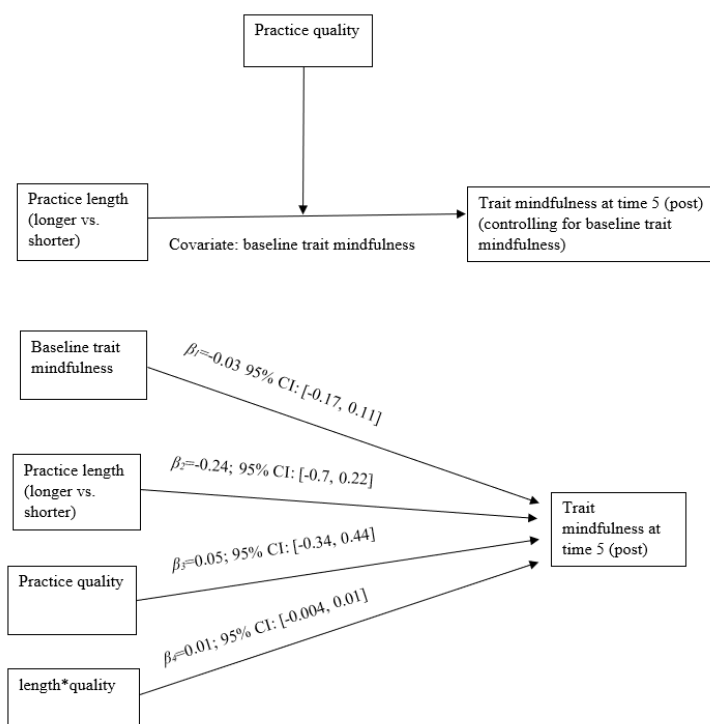 Practice quality
Practice length
(longer vs.
shorter)
Covariate: baseline trait mindfulness
Trait mindfulness at time 5 (post)
(controlling for baseline trait
mindfulness)
Baseline trait
mindfulness
β1=-0.03 95% CI: [-0.17, 0.11]
Practice length
(longer vs.
shorter)
β2=-0.24; 95% CI: [-0.7, 0.22]
Trait
mindfulness at
time 5 (post)
Practice quality
β3=0.05; 95% CI: [-0.34, 0.44]
length*quality
β4=0.01; 95% CI: [-0.004, 0.01]